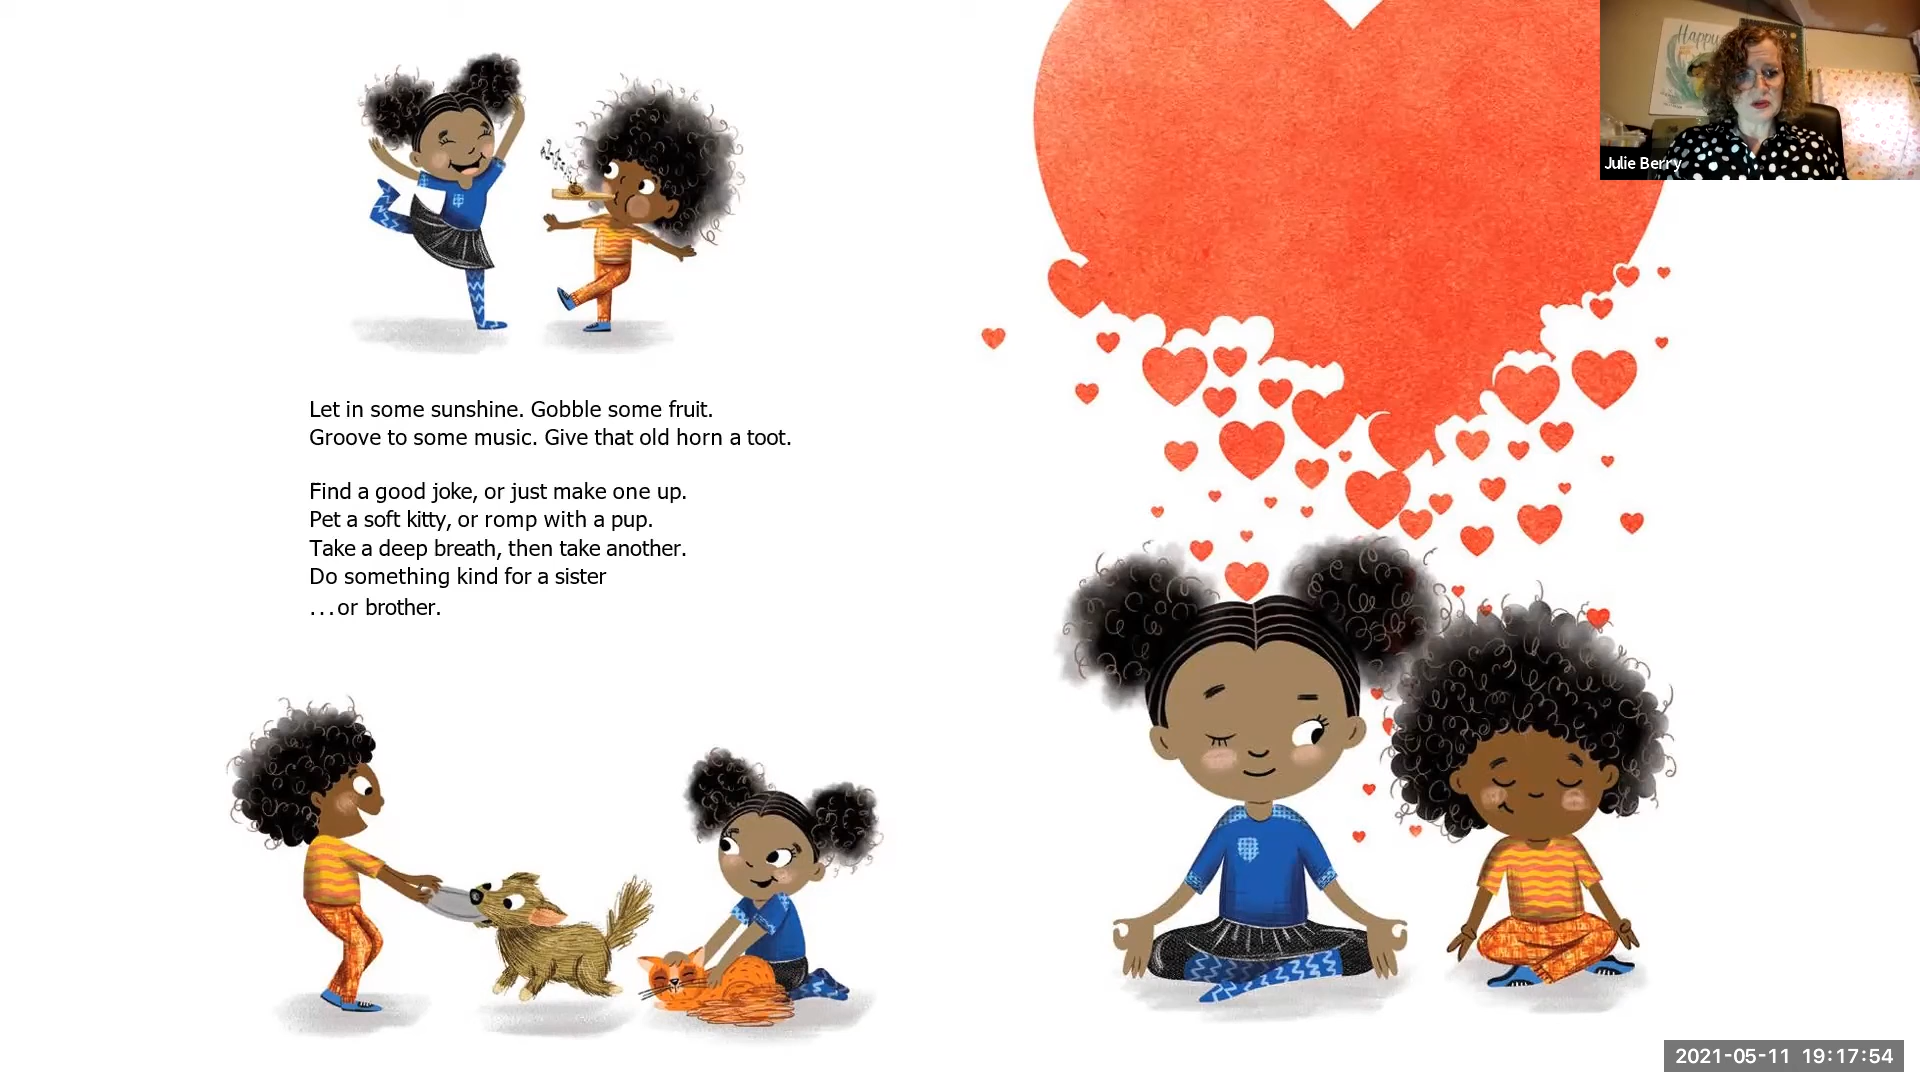 Let in some sunshine. Gobble some fruit.
Groove to some music. Give that old horn a toot.
Find a good joke, or just make one up.
Pet a soft kitty, or romp with a pup.
Take a deep breath, then take another.
Do something kind for a sister
...or brother.
Happy
Julie Berry
2021-05-11 19:17:54